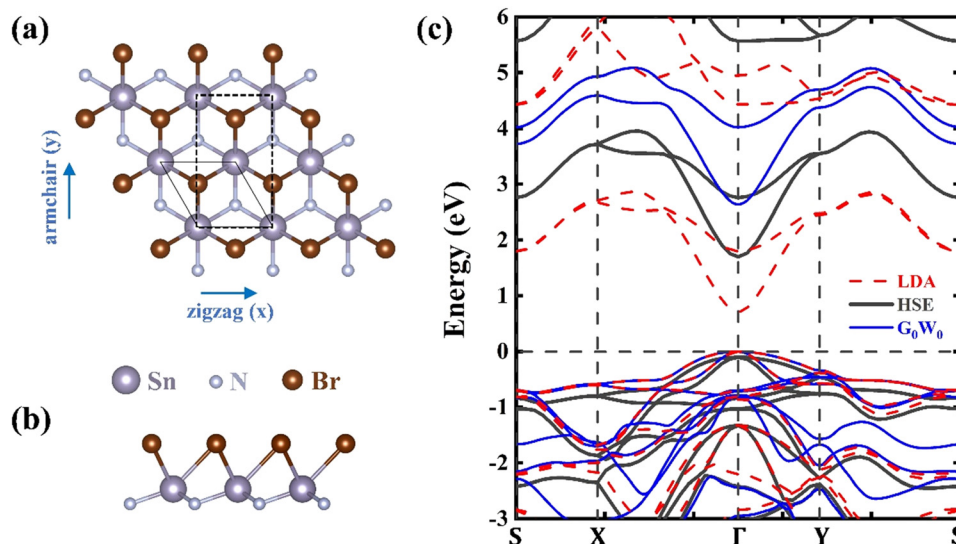 (a)
armchair (y)
zigzag (x)
Sn
N
Br
(b)
(c)
Energy (eV)
6
5
4
3
2
1
0
-1
-2
-3
LDA
HSE
G₀W₀
S
X
Γ
Y
S